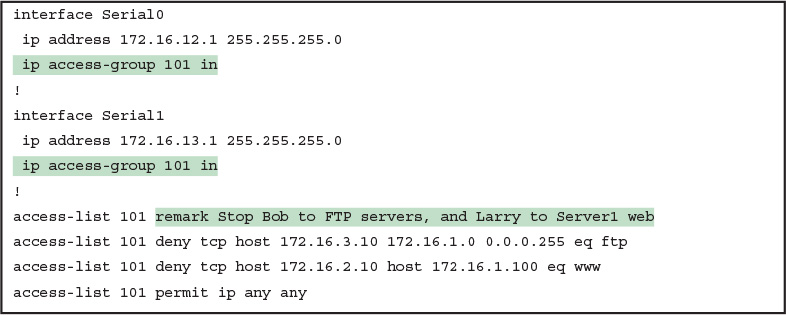 interface Serial0
 ip address 172.16.12.1 255.255.255.0
 ip access-group 101 in
!
interface Serial1
 ip address 172.16.13.1 255.255.255.0
 ip access-group 101 in
!
access-list 101 remark Stop Bob to FTP servers, and Larry to Server1 web
access-list 101 deny tcp host 172.16.3.10 172.16.1.0 0.0.0.255 eq ftp
access-list 101 deny tcp host 172.16.2.10 host 172.16.1.100 eq www
access-list 101 permit ip any any